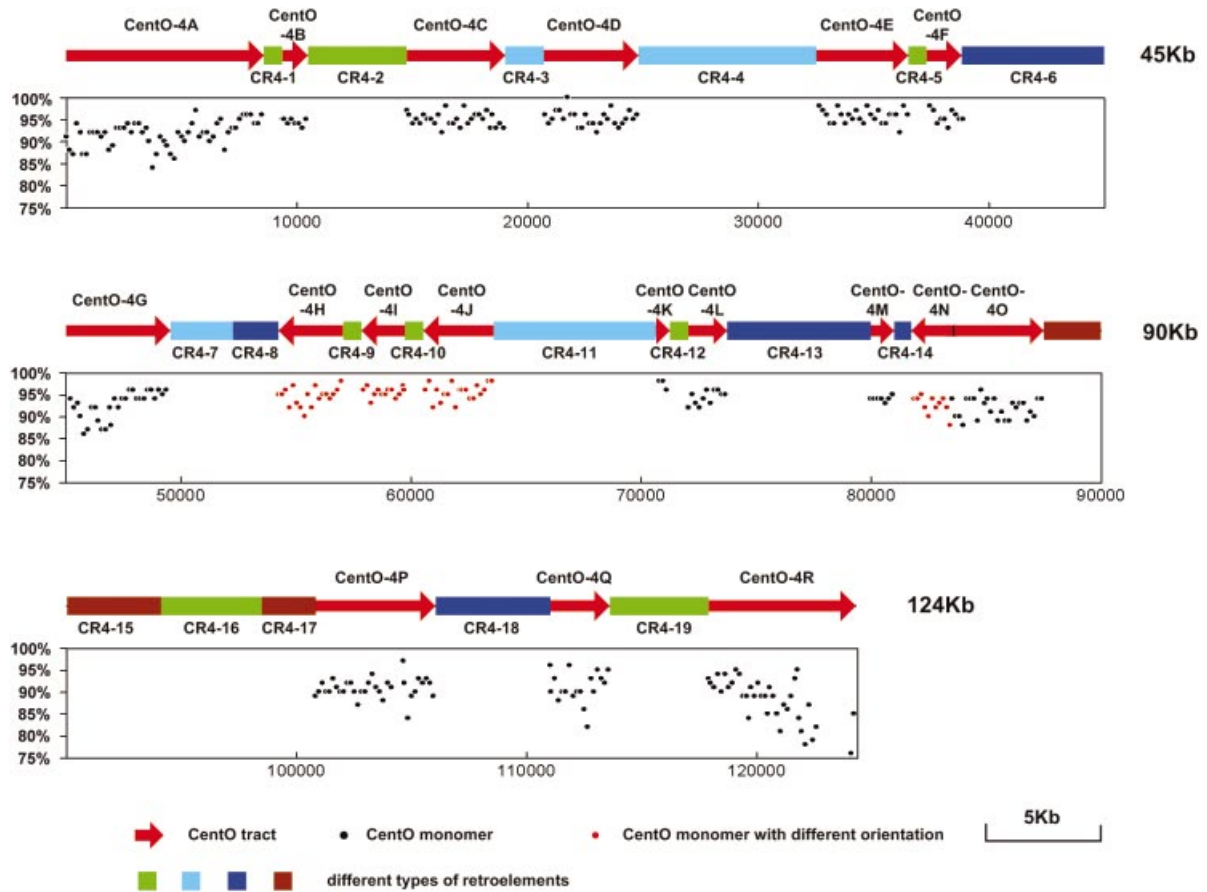 CentO-4A CentO -4B CentO-4C CentO-4D CentO-4E CentO -4F
45Kb
CR4-1 CR4-2 CR4-3 CR4-4 CR4-5 CR4-6
100%
95%
90%
85%
80%
75%
10000 20000 30000 40000
CentO-4G CentO -4H CentO -4I CentO -4J CentO -4K CentO -4L CentO- 4M CentO- 4N CentO- 4O
90Kb
CR4-7 CR4-8 CR4-9 CR4-10 CR4-11 CR4-12 CR4-13 CR4-14
100%
95%
90%
85%
80%
75%
50000 60000 70000 80000 90000
CentO-4P CentO-4Q CentO-4R
124Kb
CR4-15 CR4-16 CR4-17 CR4-18 CR4-19
100%
95%
90%
85%
80%
75%
100000 110000 120000
CentO tract CentO monomer CentO monomer with different orientation 5Kb
different types of retroelements